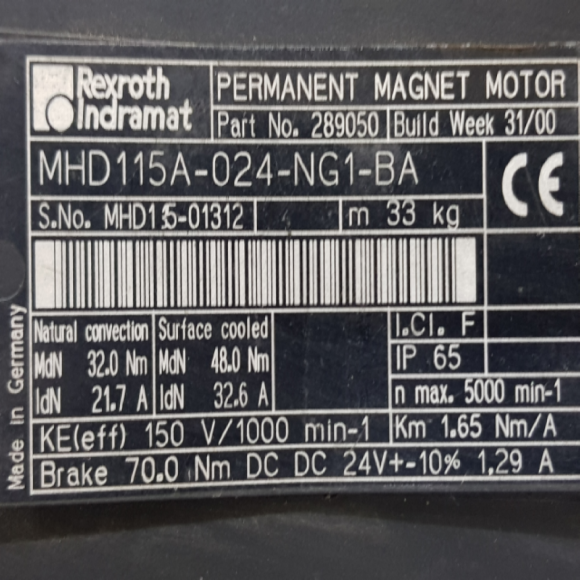 Rexroth
Indramat
PERMANENT MAGNET MOTOR
Part No. 289050 Build Week 31/00
MHD115A-024-NG1-BA
CE
S.No. MHD115-01312 m 33 kg
Natural convection Surface cooled I.Cl. F
MdN 32.0 Nm MdN 48.0 Nm IP 65
IdN 21.7 A IdN 32.6 A n max. 5000 min-1
KE(eff) 150 V/1000 min-1 Km 1.65 Nm/A
Brake 70.0 Nm DC DC 24V+-10% 1,29 A
Made in Germany